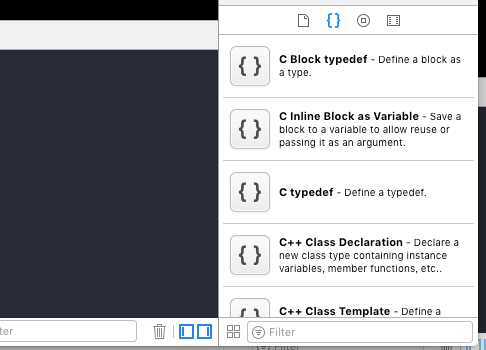 { }
{ } C Block typedef - Define a block as
a type.
{ } C Inline Block as Variable - Save a
block to a variable to allow reuse or
passing it as an argument.
{ } C typedef - Define a typedef.
{ } C++ Class Declaration - Declare a
new class type containing instance
variables, member functions, etc..
{ } C++ Class Template - Define a
Filter